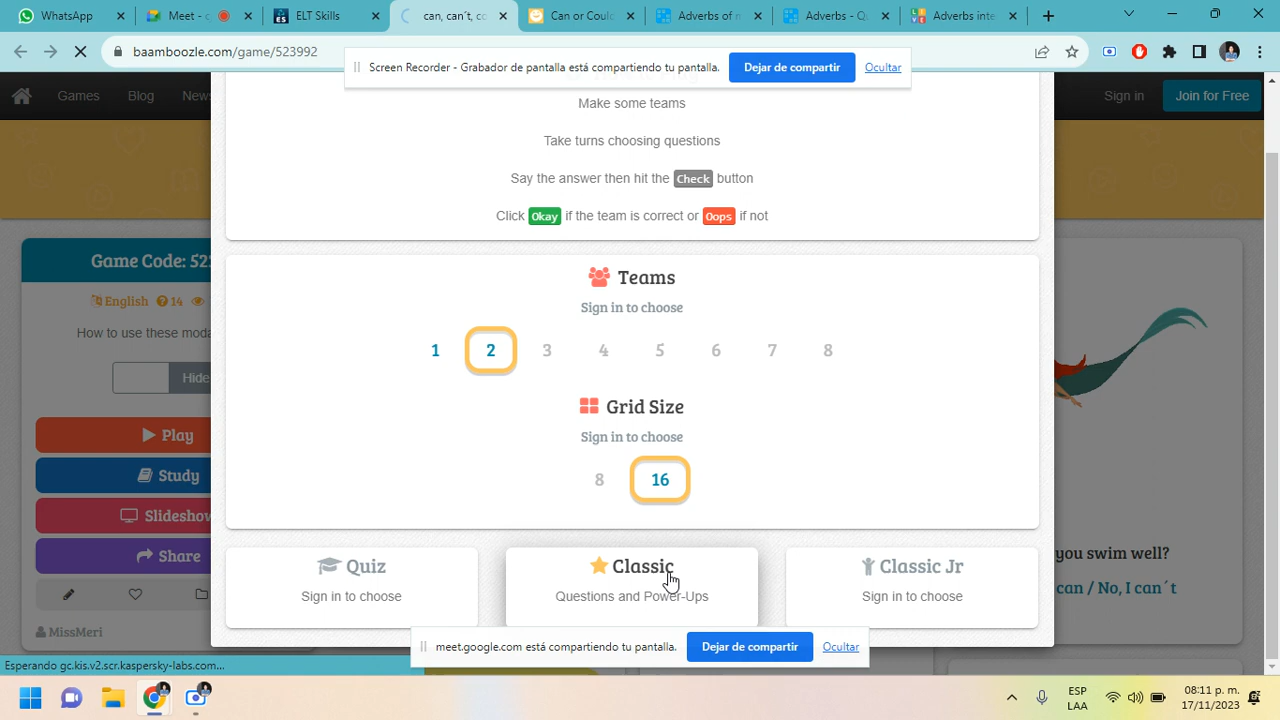 WhatsApp
Meet -
ELT Skills
can, can´t, co
Can or Could
Adverbs of m
Adverbs - Qu
LIVE
Adverbs inte
baamboozle.com/game/523992
Screen Recorder - Grabador de pantalla está compartiendo tu pantalla.
Dejar de compartir
Ocultar
Games
Blog
News
Sign in
Join for Free
Make some teams
Take turns choosing questions
Say the answer then hit the Check button
Click Okay if the team is correct or Oops if not
Game Code: 52
English 14
How to use these moda
Hide
Play
Study
Slideshow
Share
MissMeri
Teams
Sign in to choose
1 2 3 4 5 6 7 8
Grid Size
Sign in to choose
8 16
Quiz
Sign in to choose
Classic
Questions and Power-Ups
Classic Jr
Sign in to choose
you swim well?
can / No, I can´t
meet.google.com está compartiendo tu pantalla.
Dejar de compartir
Ocultar
Esperando gc.kis.v2.scr.kaspersky-labs.com...
ESP
LAA
08:11 p. m.
17/11/2023